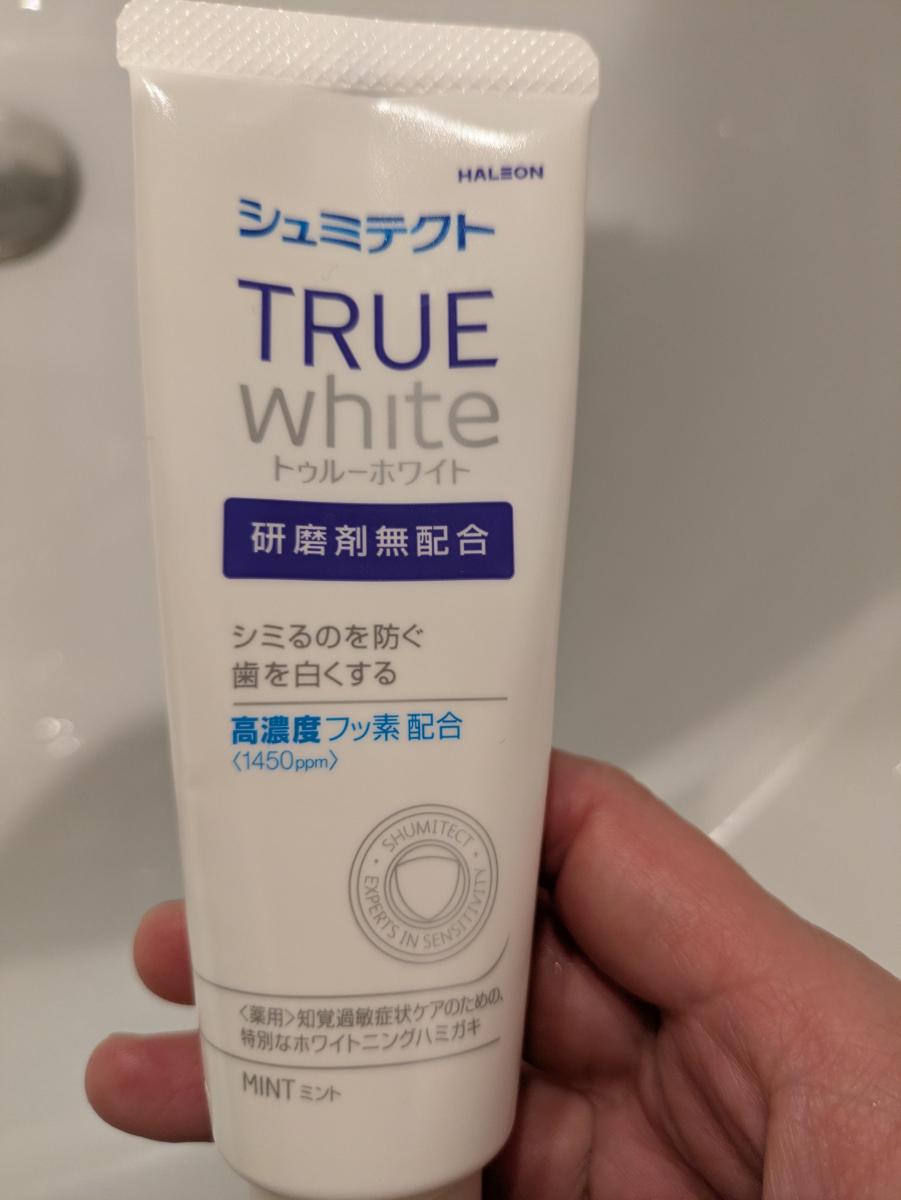 HALEON
シュミテクト
TRUE
white
トゥルーホワイト
研磨剤無配合
シミるのを防ぐ
歯を白くする
高濃度フッ素 配合
〈1450ppm〉
SHUMITECT
EXPERTS IN SENSITIVITY
〈薬用〉知覚過敏症状ケアのための、
特別なホワイトニングハミガキ
MINT ミント